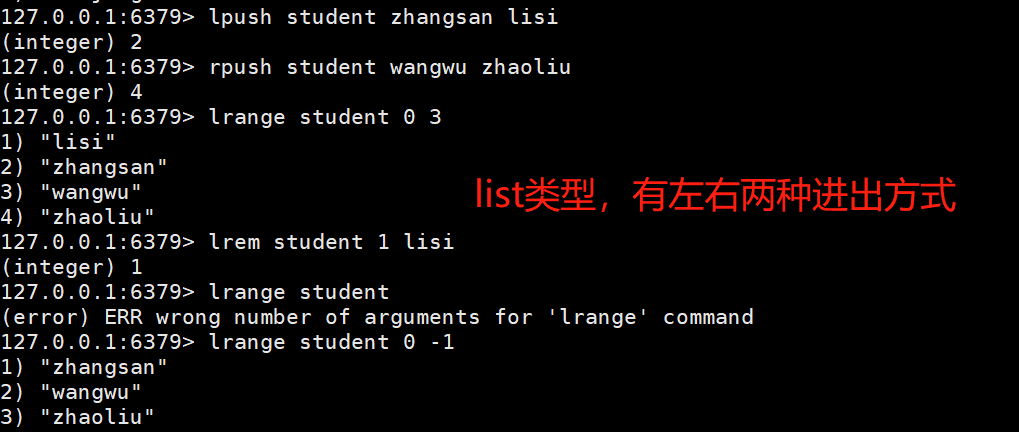 127.0.0.1:6379> lpush student zhangsan lisi
(integer) 2
127.0.0.1:6379> rpush student wangwu zhaoliu
(integer) 4
127.0.0.1:6379> lrange student 0 3
1) "lisi"
2) "zhangsan"
3) "wangwu"
list类型，有左右两种进出方式
4) "zhaoliu"
127.0.0.1:6379> lrem student 1 lisi
(integer) 1
127.0.0.1:6379> lrange student
(error) ERR wrong number of arguments for 'lrange' command
127.0.0.1:6379> lrange student 0 -1
1) "zhangsan"
2) "wangwu"
3) "zhaoliu"